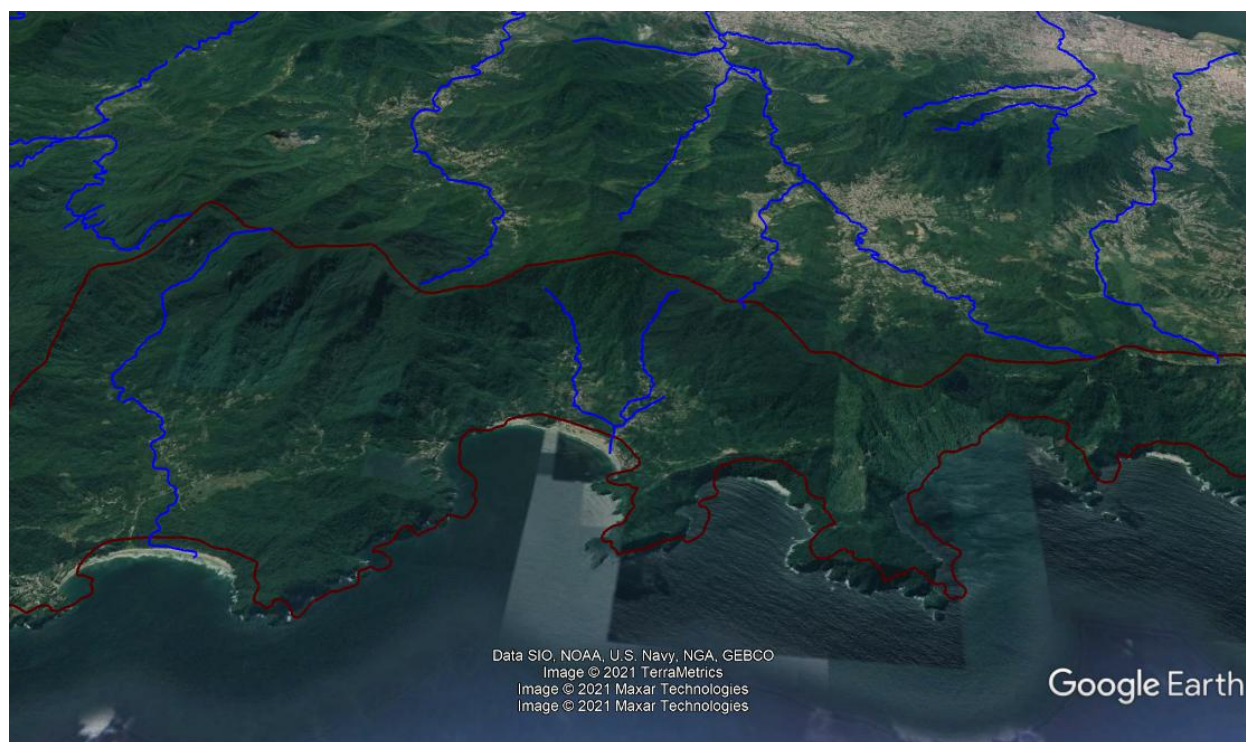 Data SIO, NOAA, U.S. Navy, NGA, GEBCO
Image © 2021 TerraMetrics
Image © 2021 Maxar Technologies
Image © 2021 Maxar Technologies
Google Earth